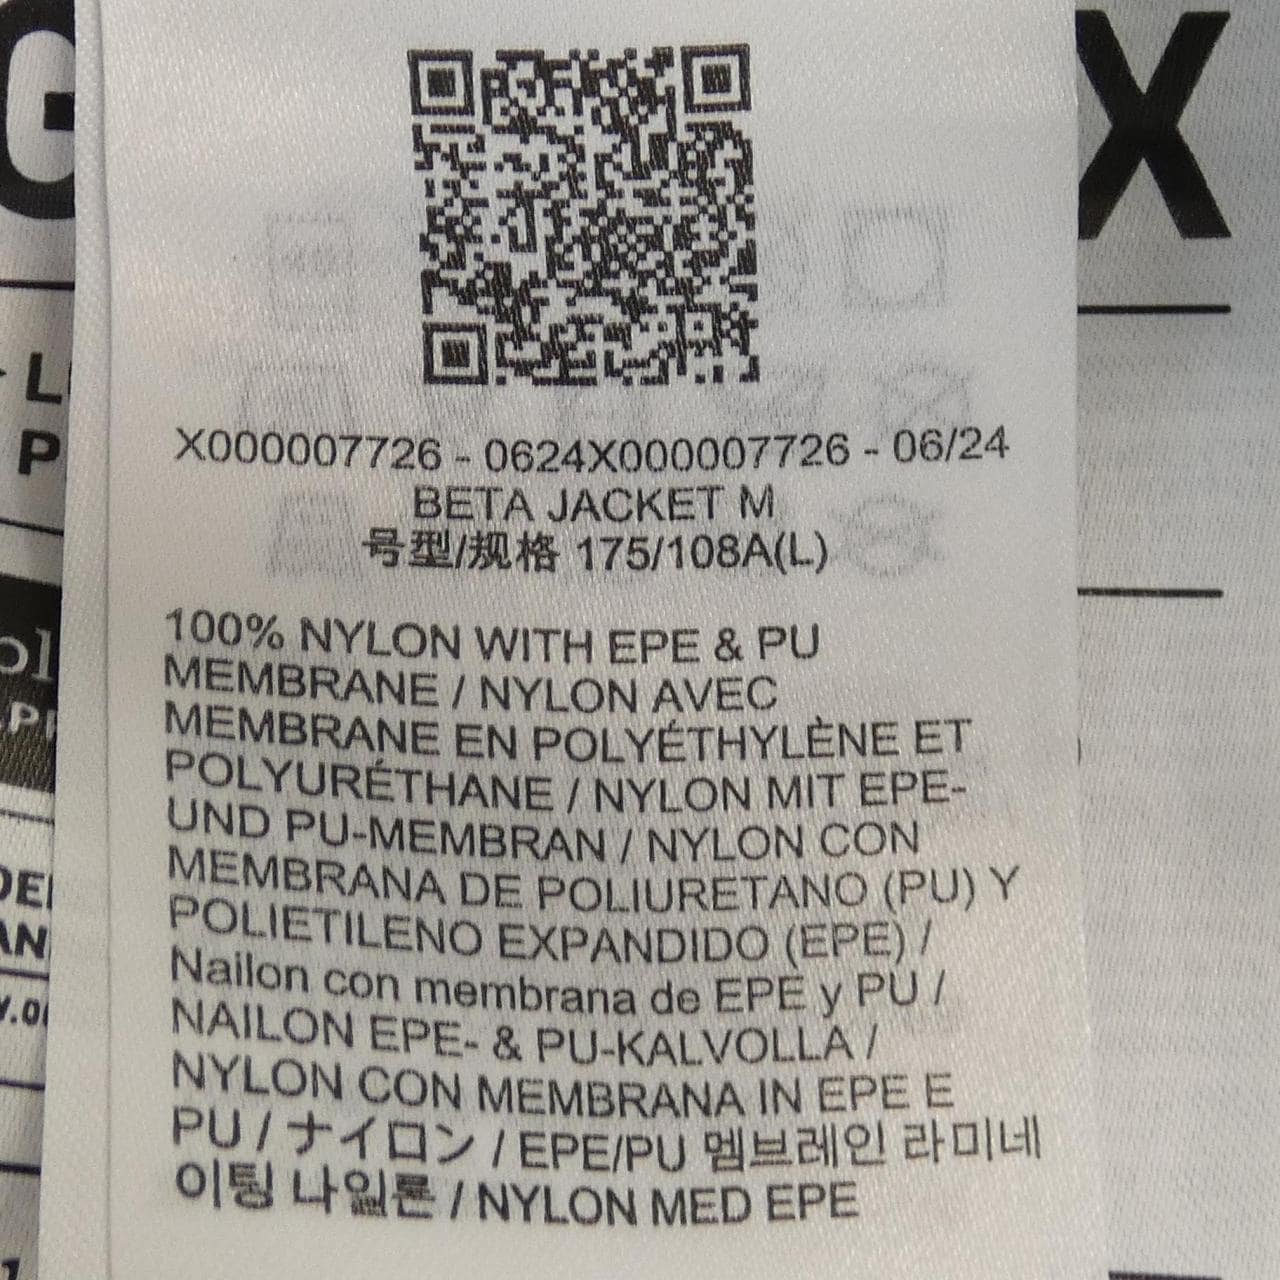 G
X
L
P
X000007726 - 0624X000007726 - 06/24
BETA JACKET M
号型/规格 175/108A(L)
100% NYLON WITH EPE & PU
MEMBRANE / NYLON AVEC
MEMBRANE EN POLYÉTHYLÈNE ET
POLYURÉTHANE / NYLON MIT EPE-
UND PU-MEMBRAN / NYLON CON
MEMBRANA DE POLIURETANO (PU) Y
POLIETILENO EXPANDIDO (EPE) /
Nailon con membrana de EPE y PU /
NAILON EPE- & PU-KALVOLLA /
NYLON CON MEMBRANA IN EPE E
PU / ナイロン / EPE/PU 멤브레인 라미네
이팅 나일론 / NYLON MED EPE